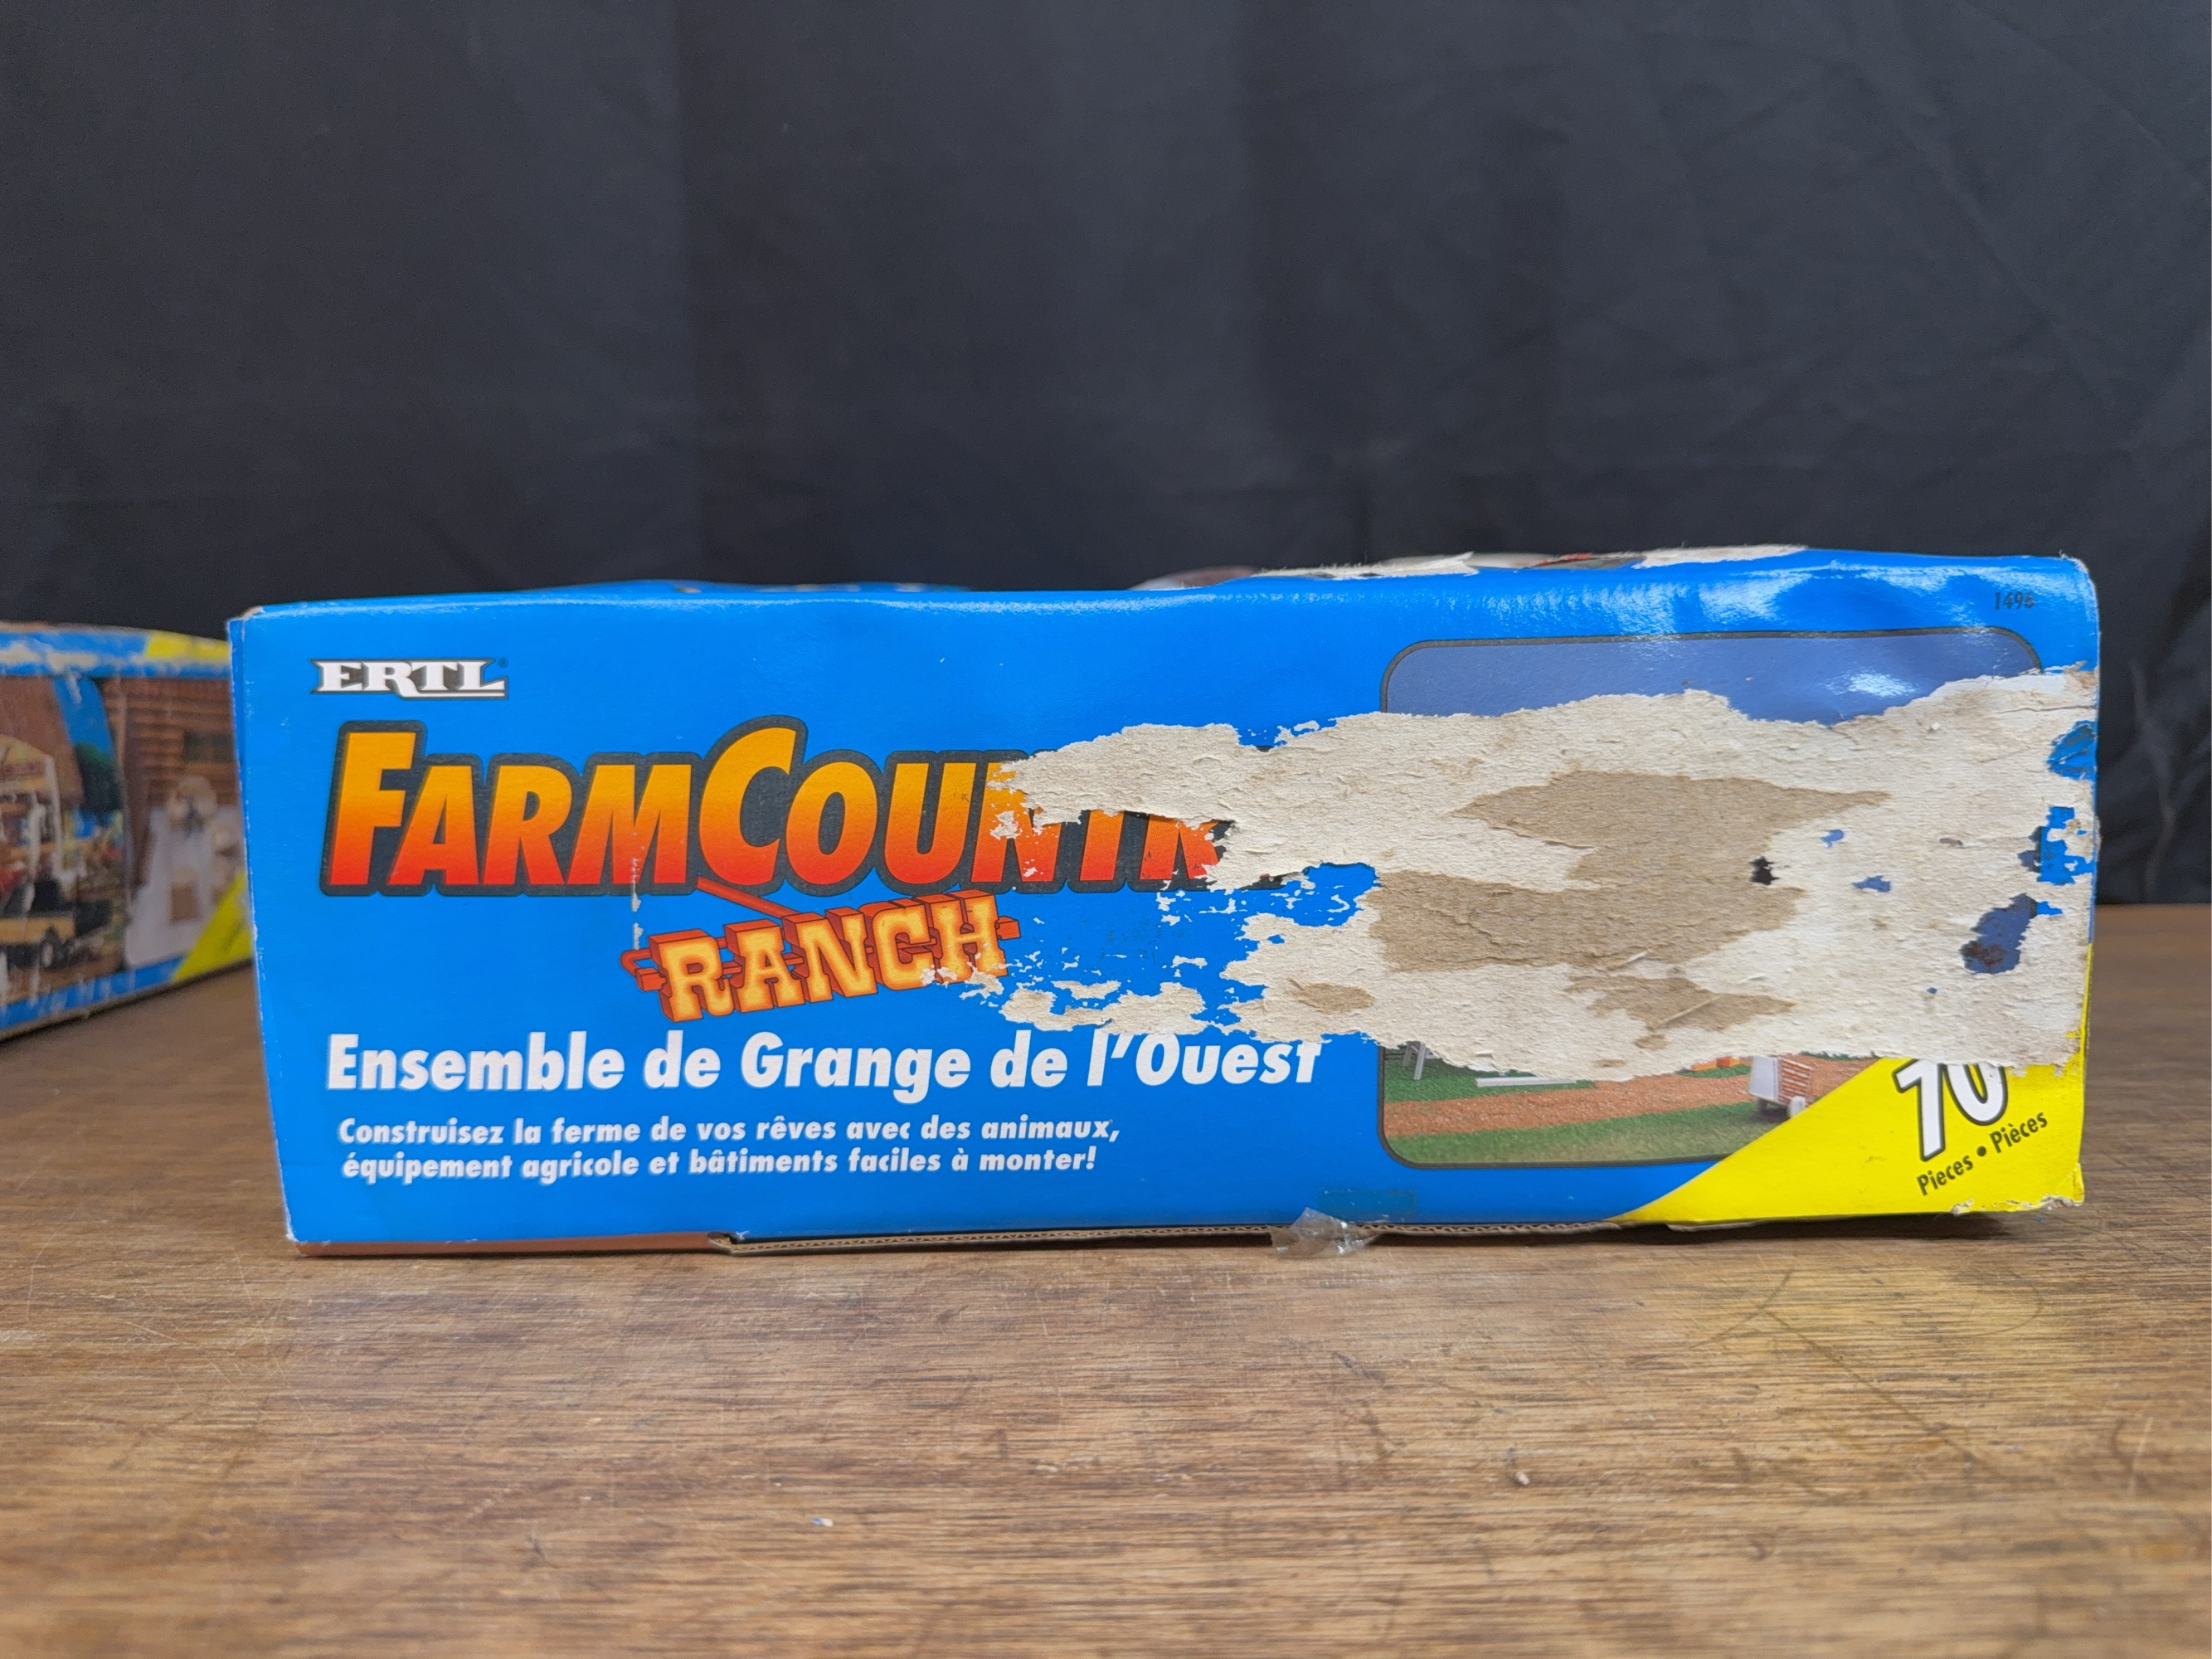 ERTL
FARMCOUNTR
RANCH
Ensemble de Grange de l'Ouest
Construisez la ferme de vos rêves avec des animaux,
équipement agricole et bâtiments faciles à monter!
Pieces • Pièces